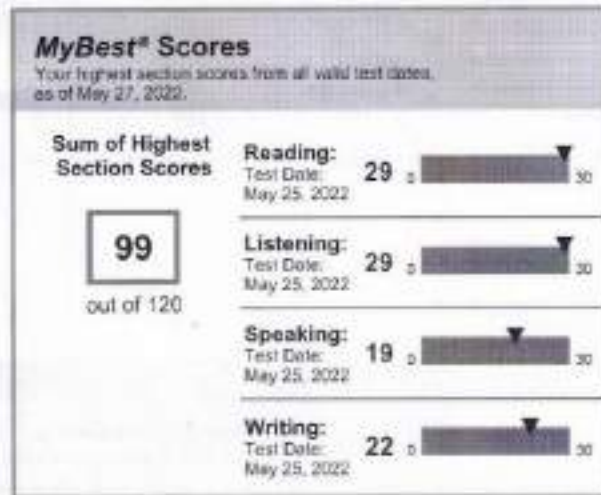 MyBest® Scores
Your highest section scores from all valid test dates,
as of May 27, 2022.
Sum of Highest
Section Scores
99
out of 120
Reading:
Test Date:
May 25, 2022
29 0 30
Listening:
Test Date:
May 25, 2022
29 0 30
Speaking:
Test Date:
May 25, 2022
19 0 30
Writing:
Test Date:
May 25, 2022
22 0 30